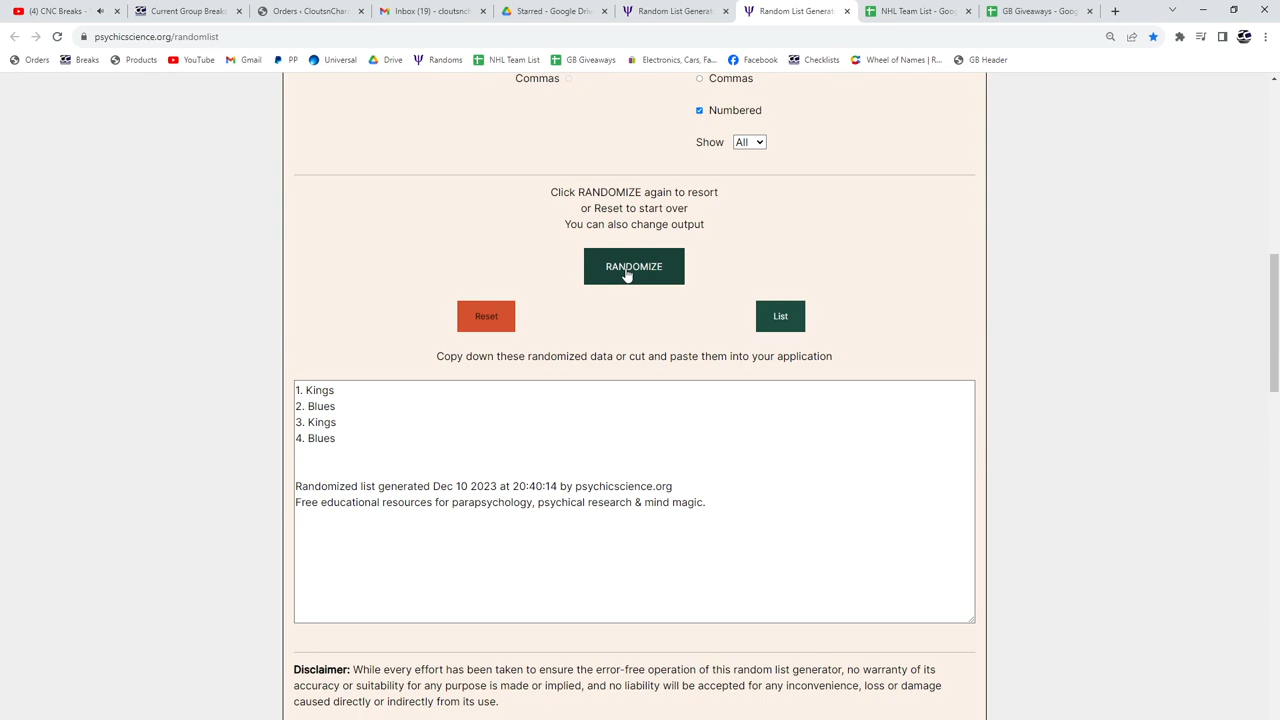 (4) CNC Breaks -
Current Group Breaks
Orders < CloutsnChar
Inbox (19) - cloutsnc
Starred - Google Driv
Random List Generat
Random List Generat
NHL Team List - Goog
GB Giveaways - Goog
psychicscience.org/randomlist
Orders
Breaks
Products
YouTube
Gmail
PP
Universal
Drive
Randoms
NHL Team List
GB Giveaways
Electronics, Cars, Fa...
Facebook
Checklists
Wheel of Names | R...
GB Header
Commas
Commas
Numbered
Show All
Click RANDOMIZE again to resort
or Reset to start over
You can also change output
RANDOMIZE
Reset
List
Copy down these randomized data or cut and paste them into your application
1. Kings
2. Blues
3. Kings
4. Blues
Randomized list generated Dec 10 2023 at 20:40:14 by psychicscience.org
Free educational resources for parapsychology, psychical research & mind magic.
Disclaimer: While every effort has been taken to ensure the error-free operation of this random list generator, no warranty of its
accuracy or suitability for any purpose is made or implied, and no liability will be accepted for any inconvenience, loss or damage
caused directly or indirectly from its use.